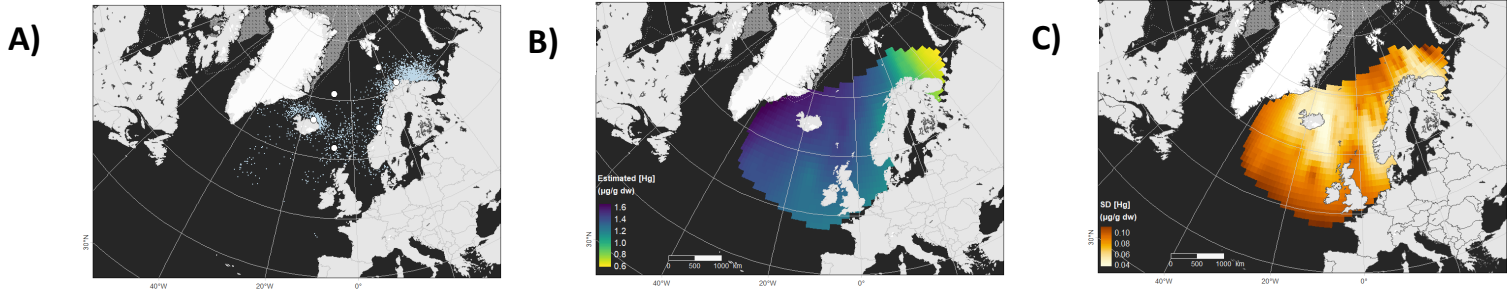 A)
30°N
40°W
20°W
0°
B)
Estimated [Hg]
(µg/g dw)
1.6
1.4
1.2
1.0
0.8
0.6
0
500
1000 km
30°N
40°W
20°W
0°
C)
SD [Hg]
(µg/g dw)
0.10
0.08
0.06
0.04
0
500
1000 km
30°N
40°W
20°W
0°